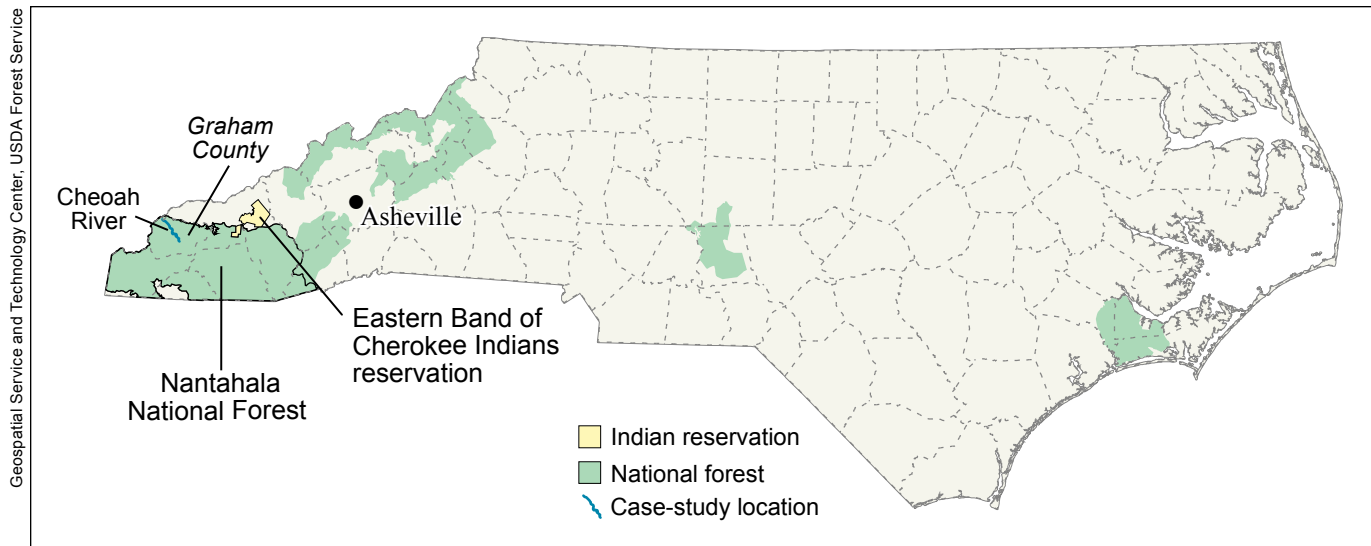 Geospatial Service and Technology Center, USDA Forest Service
Graham
County
Cheoah
River
Asheville
Eastern Band of
Cherokee Indians
reservation
Nantahala
National Forest
Indian reservation
National forest
Case-study location